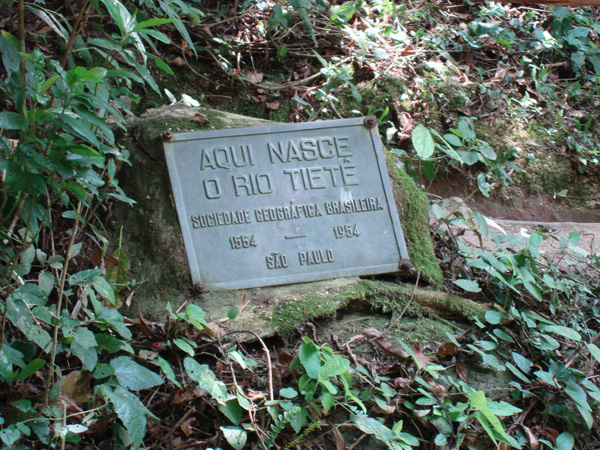 AQUI NASCE
O RIO TIETÊ
SOCIEDADE GEOGRÁFICA BRASILEIRA
1554 — 1954
SÃO PAULO